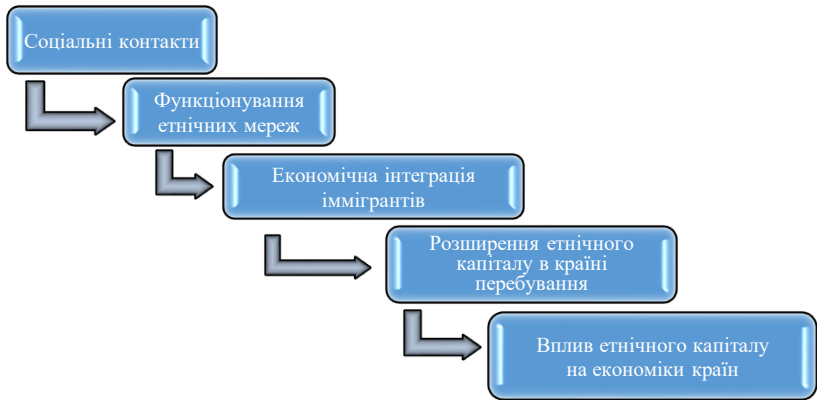 Соціальні контакти
Функціонування
етнічних мереж
Економічна інтеграція
іммігрантів
Розширення етнічного
капіталу в країні
перебування
Вплив етнічного капіталу
на економіки країн